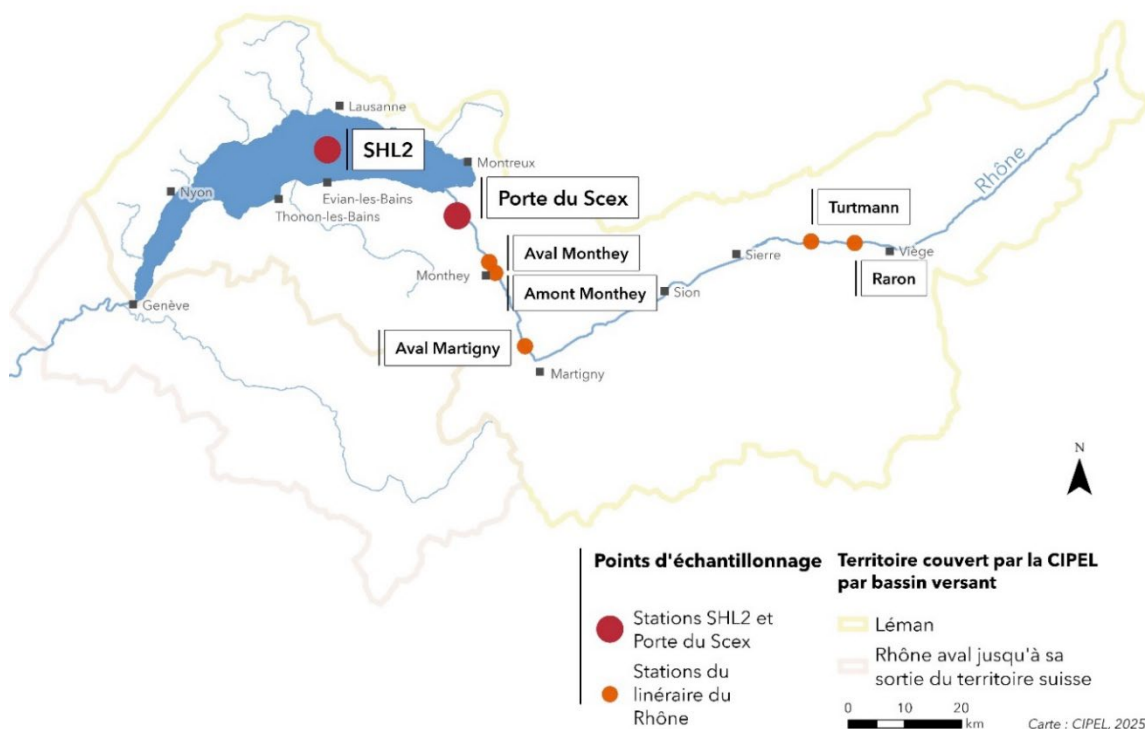 Lausanne
SHL2
Montreux
Nyon
Evian-les-Bains
Thonon-les-Bains
Porte du Scex
Rhône
Turtmann
Aval Monthey
Viège
Sierre
Monthey
Raron
Amont Monthey
Sion
Genève
Aval Martigny
Martigny
N
Points d'échantillonnage
Stations SHL2 et
Porte du Scex
Stations du
linéraire du
Rhône
Territoire couvert par la CIPEL
par bassin versant
Léman
Rhône aval jusqu'à sa
sortie du territoire suisse
0 10 20
km
Carte : CIPEL, 2025